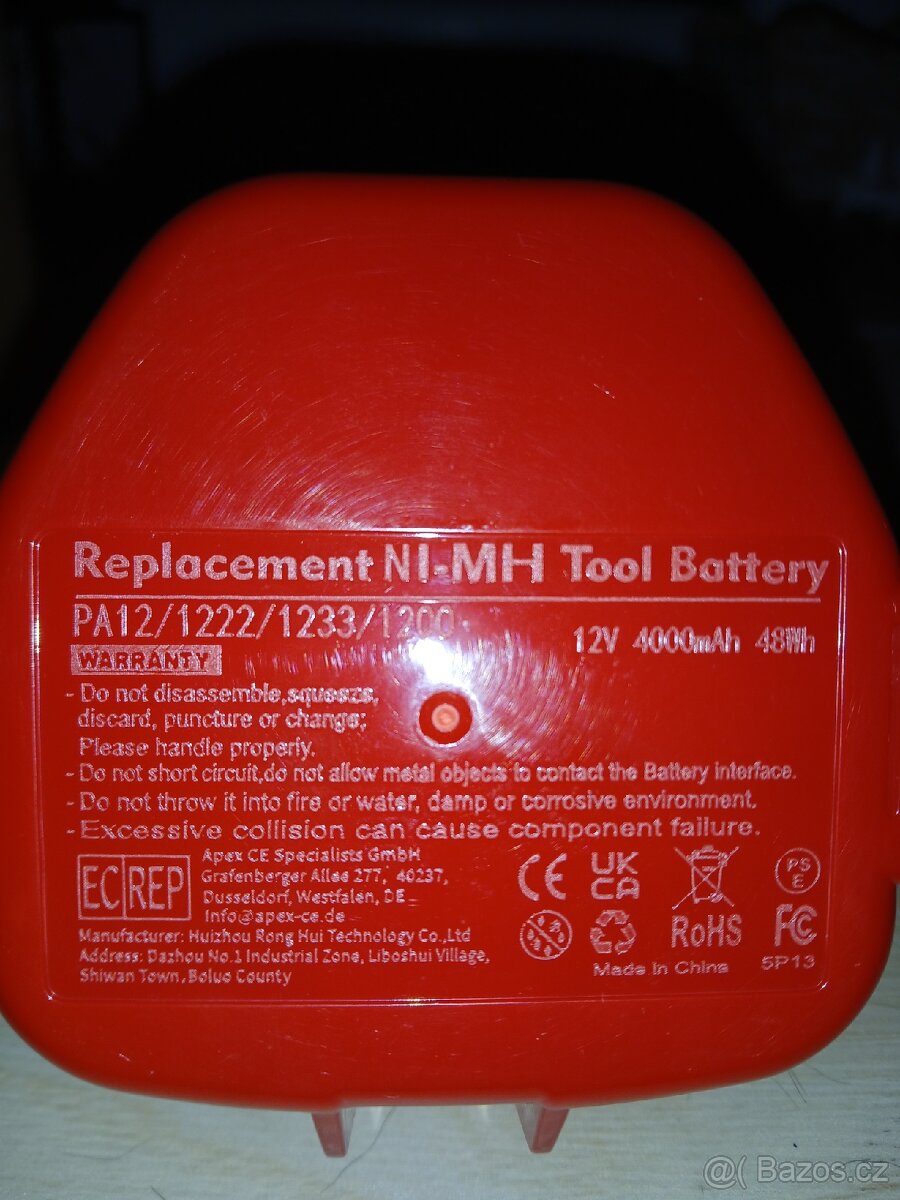 Replacement NI-MH Tool Battery
PA12/1222/1233/1200
12V 4000mAh 48Wh
WARRANTY
- Do not disassemble,squeeze,
discard, puncture or change;
Please handle properly.
- Do not short circuit,do not allow metal objects to contact the Battery interface.
- Do not throw it into fire or water, damp or corrosive environment.
- Excessive collision can cause component failure.
EC REP
Apex CE Specialists GmbH
Grafenberger Allee 277, 40237,
Dusseldorf, Westfalen, DE
Info@apex-ce.de
Manufacturer: Huizhou Rong Hui Technology Co.,Ltd
Address: Dazhou No.1 Industrial Zone, Liboshui Village,
Shiwan Town, Boluo County
CE
UK
CA
PS
E
RoHS
FC
Made In China
5P13
@( Bazos.cz